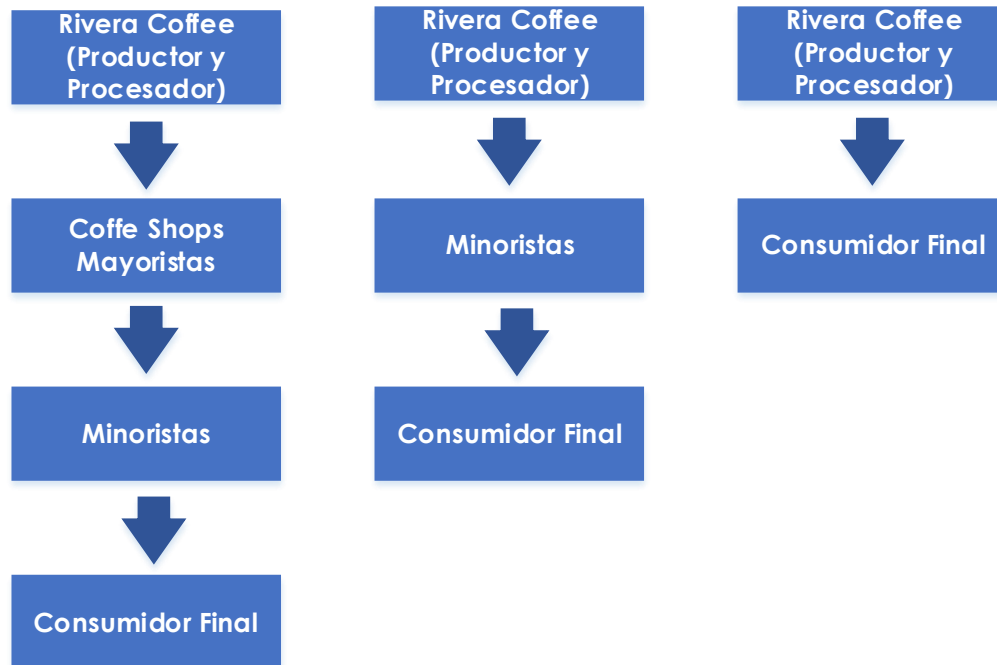 Rivera Coffee
(Productor y
Procesador)
Coffe Shops
Mayoristas
Minoristas
Consumidor Final
Rivera Coffee
(Productor y
Procesador)
Minoristas
Consumidor Final
Rivera Coffee
(Productor y
Procesador)
Consumidor Final